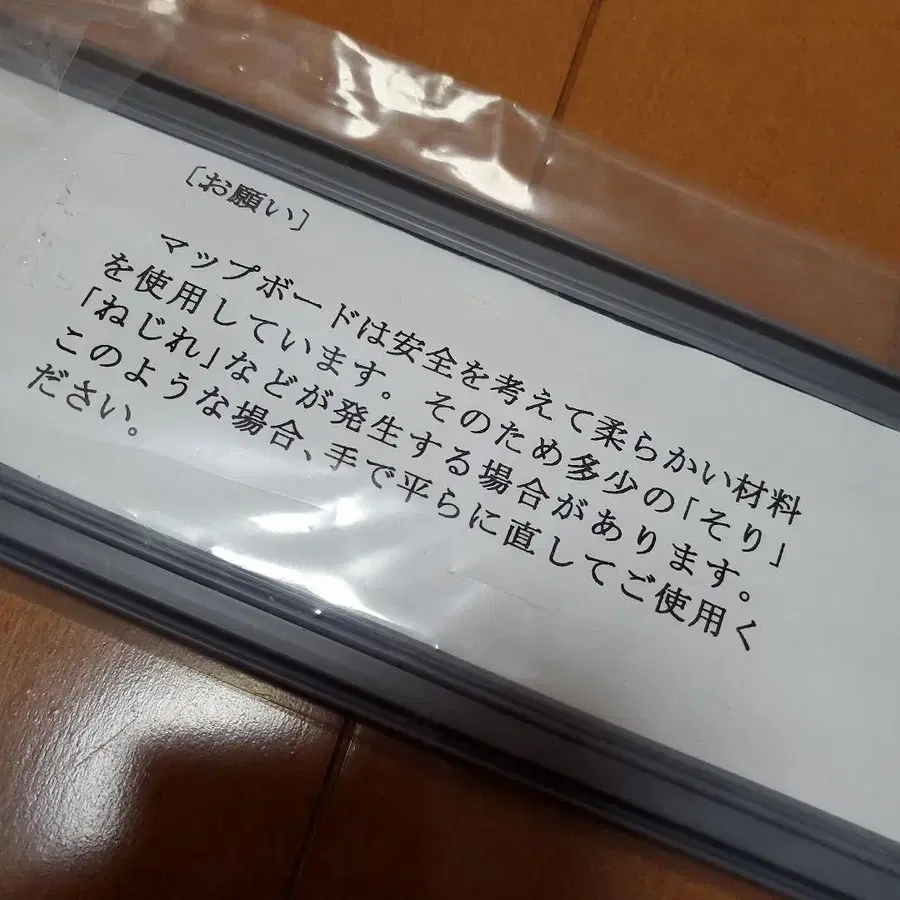 [お願い]
マップボードは安全を考えて柔らかい材料
を使用しています。そのため多少の「そり」
「ねじれ」などが発生する場合があります。
このような場合、手で平らに直してご使用く
ださい。